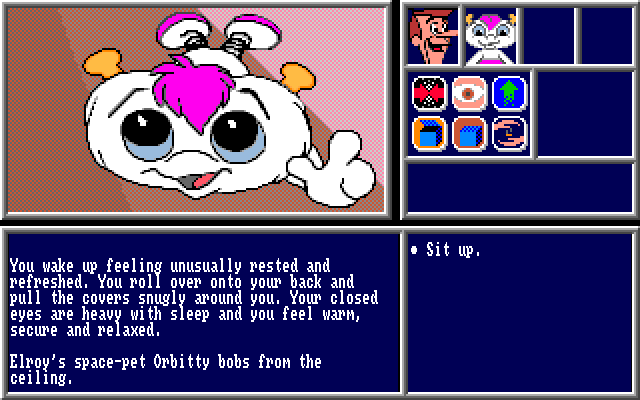 You wake up feeling unusually rested and
refreshed. You roll over onto your back and
pull the covers snugly around you. Your closed
eyes are heavy with sleep and you feel warm,
secure and relaxed.
Elroy's space-pet Orbitty bobs from the
ceiling.
• Sit up.